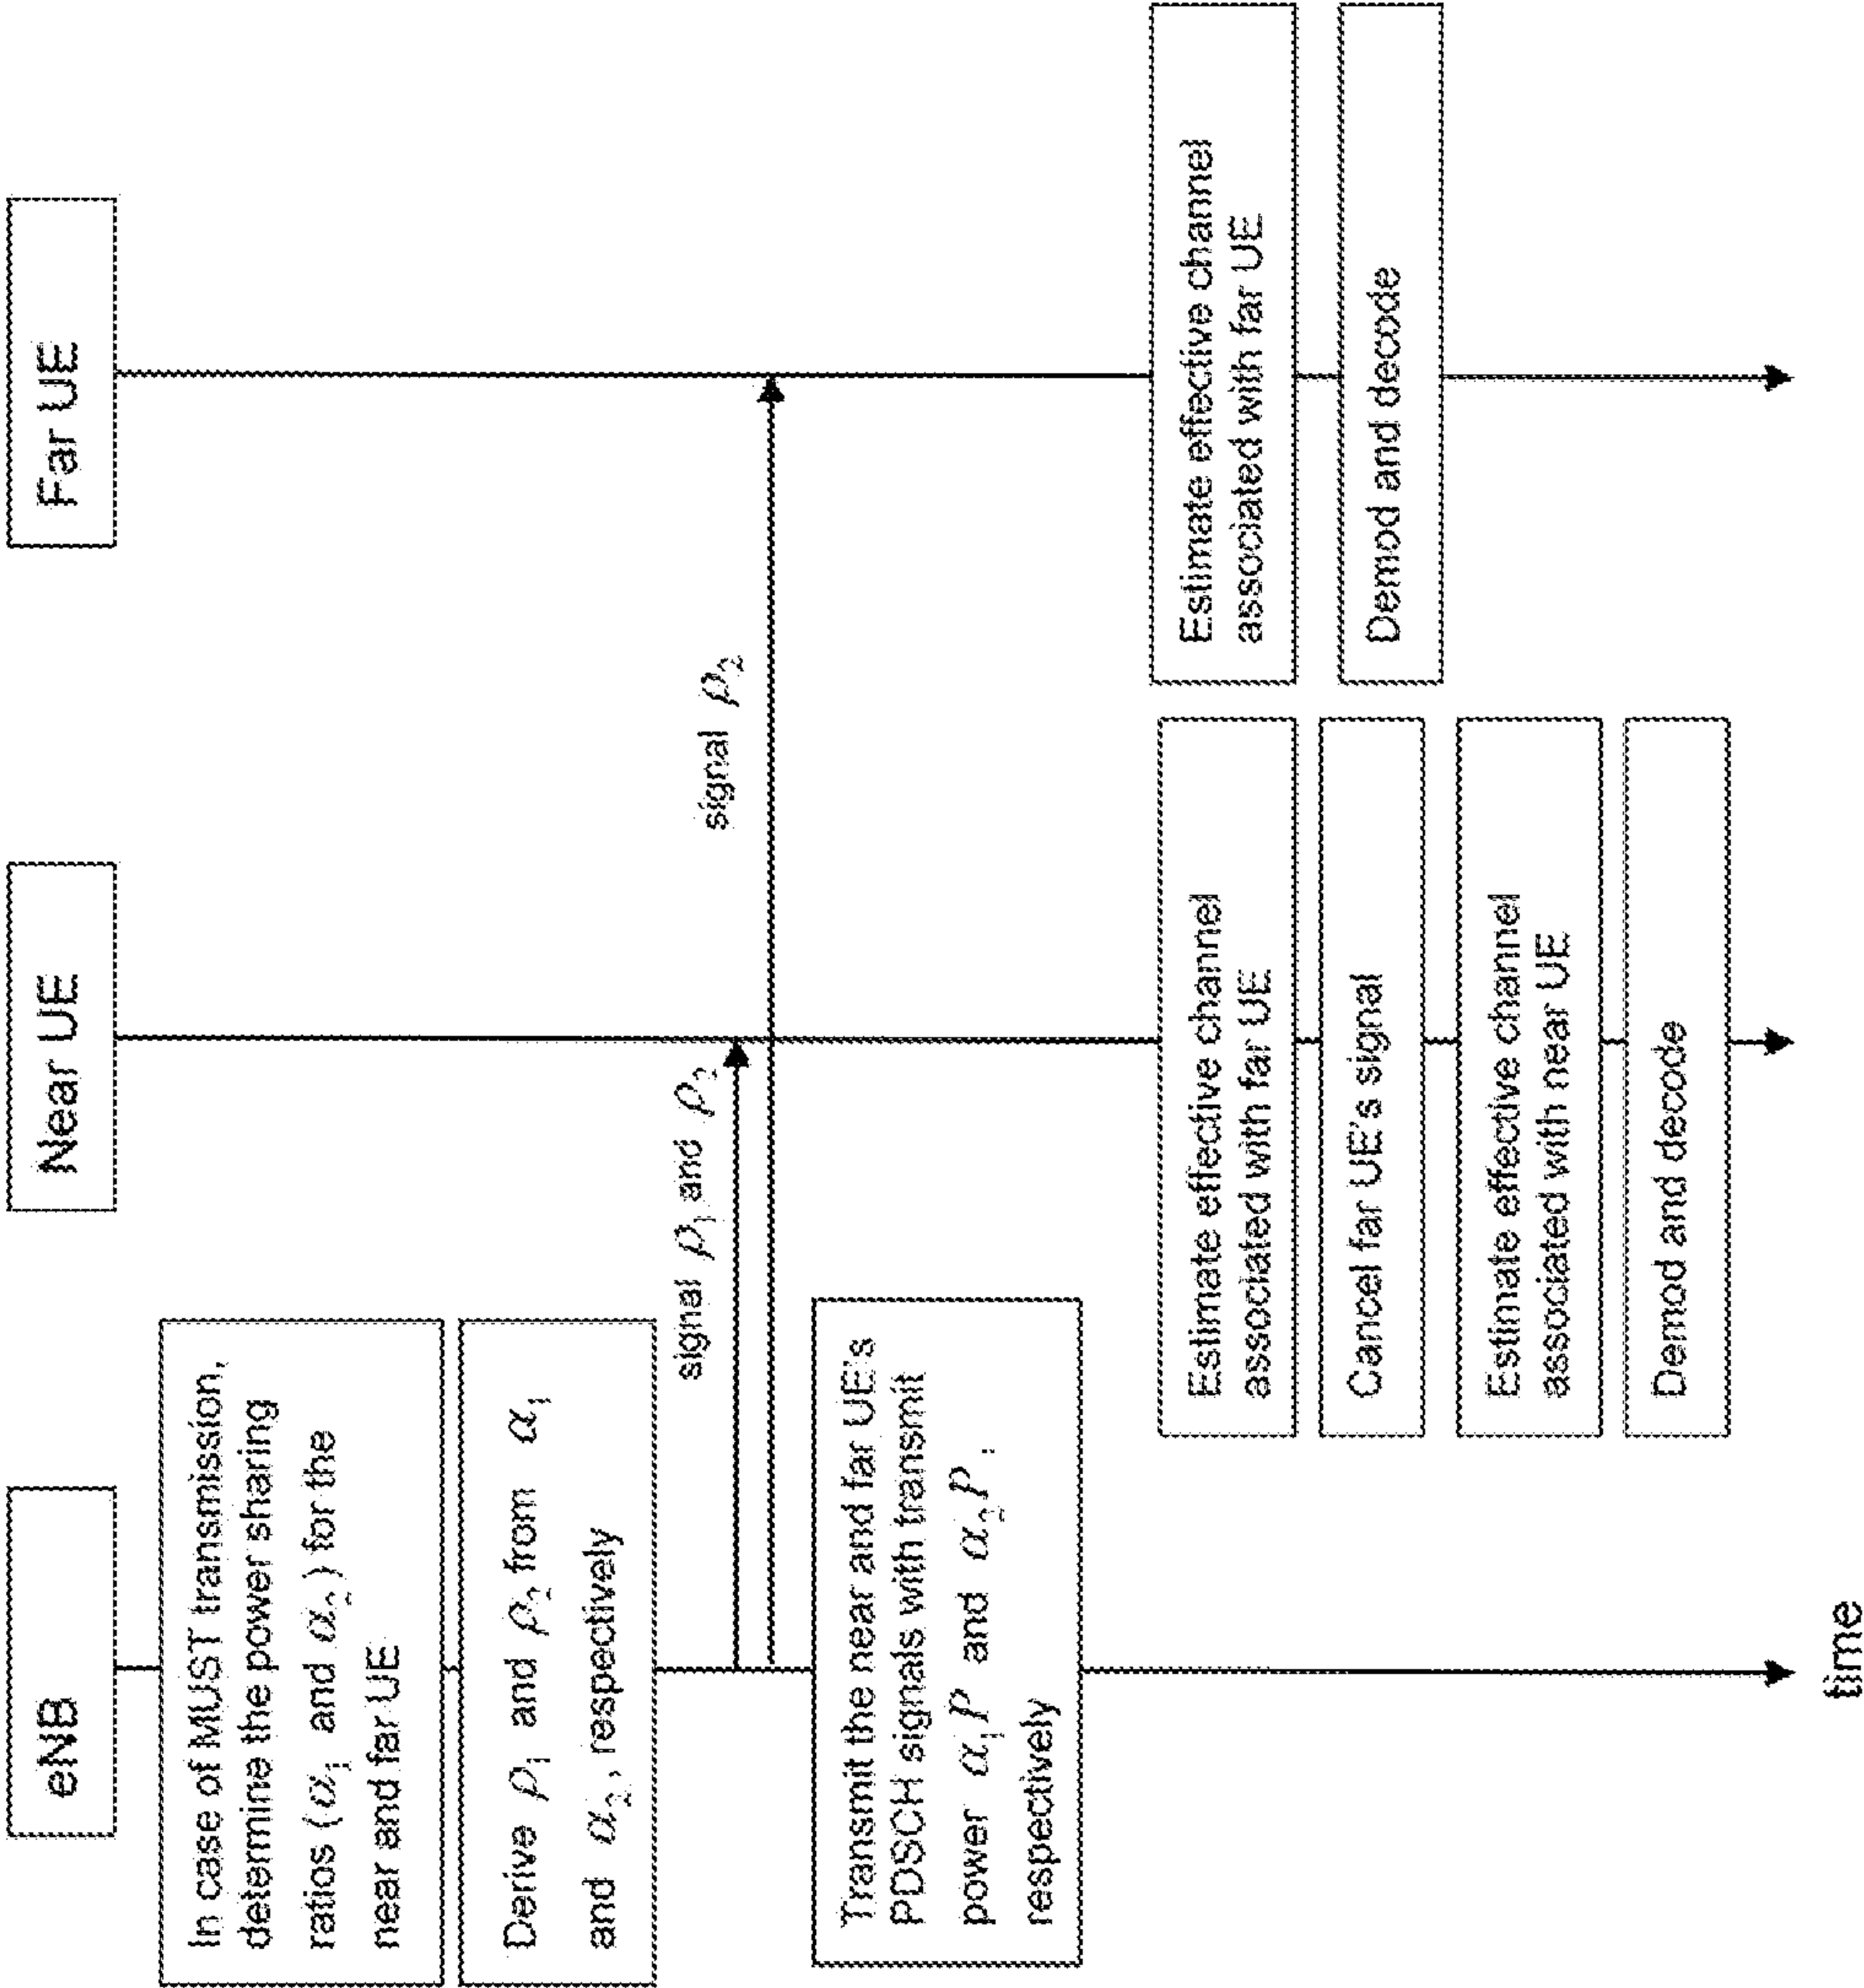 eNB
Near UE
Far UE
In case of MUST transmission,
determine the power sharing
ratios (α₁ and α₂) for the
near and far UE
Derive ρ₁ and ρ₂ from α₁
and α₂, respectively
signal ρ₁ and ρ₂
signal ρ₂
Transmit the near and far UE's
PDSCH signals with transmit
power α₁P and α₂P,
respectively
Estimate effective channel
associated with far UE
Cancel far UE's signal
Estimate effective channel
associated with near UE
Demod and decode
Estimate effective channel
associated with far UE
Demod and decode
time